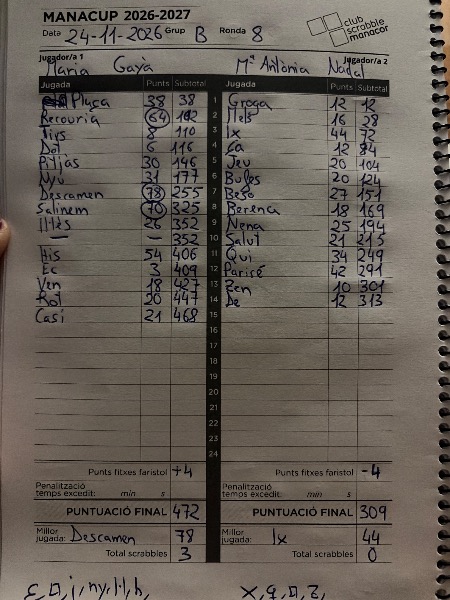 MANACUP 2026-2027
Data 24-11-2026 Grup B Ronda 8
club scrabble manacor
Jugador/a 1 Maria Gayà Mª Antònia Nadal Jugador/a 2
Jugada Punts Subtotal Jugada Punts Subtotal
Plaça 38 38 1 Groga 12 12
Recouria 64 102 2 Mels 16 28
Tirs 8 110 3 Ix 44 72
Dot 6 116 4 Ca 12 84
Pitjàs 30 146 5 Jeu 20 104
Nyu 31 177 6 Bufos 20 124
Descamen 78 255 7 Besò 27 151
Salinem 70 325 8 Berenca 18 169
26 352 9 Nena 25 194
— 352 10 Salut 21 215
His 54 406 11 Qui 34 249
Ec 3 409 12 Parisé 42 291
Ven 18 427 13 Zen 10 301
Rot 20 447 14 De 12 313
Casi 21 468 15
16
17
18
19
20
21
22
23
24
Punts fitxes faristol +4 Punts fitxes faristol -4
Penalització temps excedit: min s Penalització temps excedit: min s
PUNTUACIÓ FINAL 472 PUNTUACIÓ FINAL 309
Millor jugada: Descamen 78 Millor jugada: Ix 44
Total scrabbles 3 Total scrabbles 0